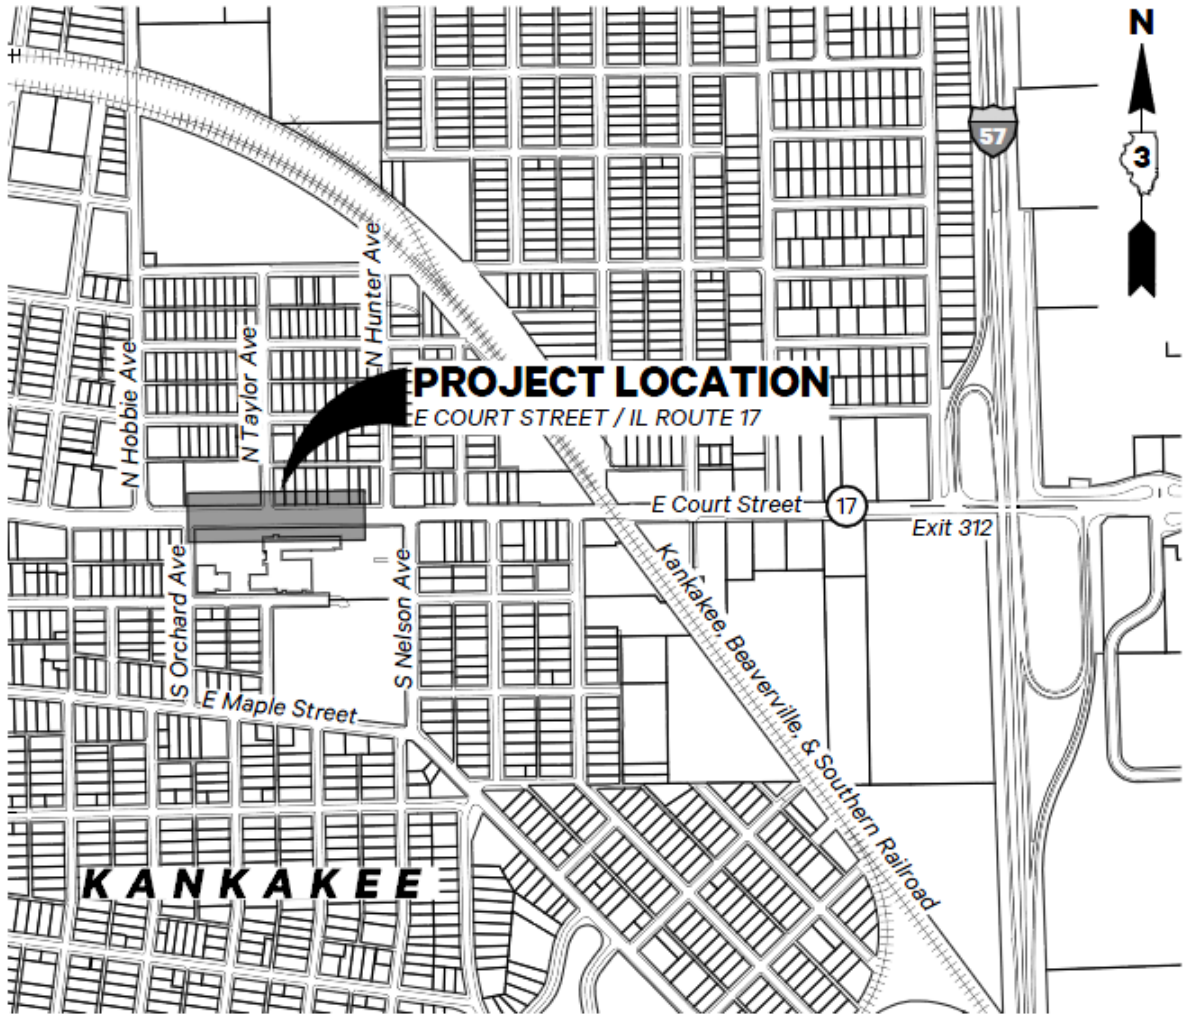 N
57
3
N Hunter Ave
N Taylor Ave
N Hobbie Ave
PROJECT LOCATION
E COURT STREET / IL ROUTE 17
E Court Street
17
Exit 312
S Orchard Ave
S Nelson Ave
Kankakee, Beaverville, & Southern Railroad
E Maple Street
KANKAKEE